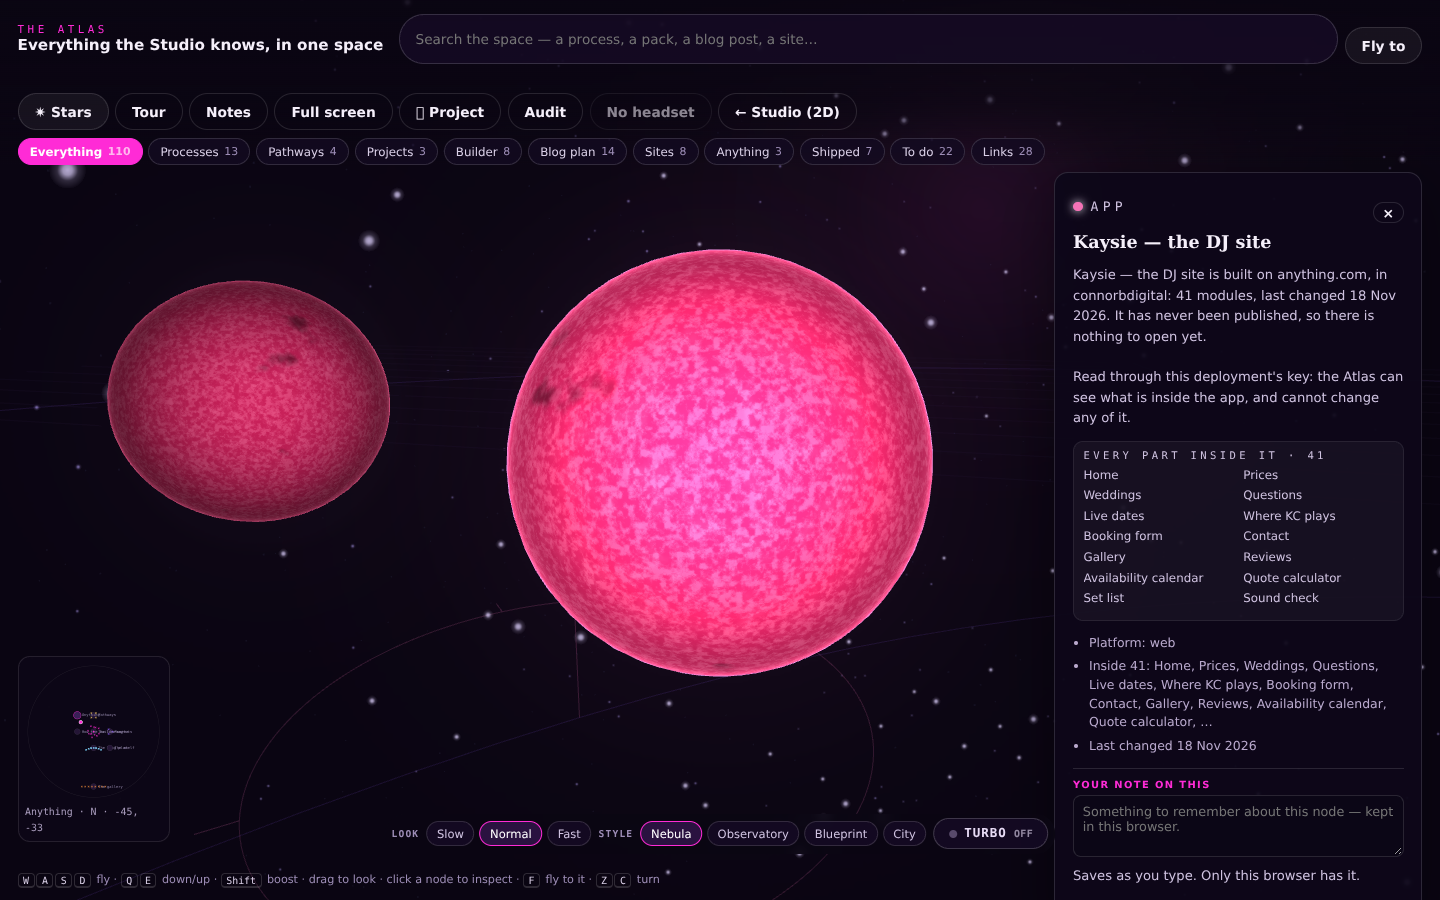 THE ATLAS
Everything the Studio knows, in one space
Search the space — a process, a pack, a blog post, a site...
Fly to
✷ Stars
Tour
Notes
Full screen
Project
Audit
No headset
← Studio (2D)
Everything 110
Processes 13
Pathways 4
Projects 3
Builder 8
Blog plan 14
Sites 8
Anything 3
Shipped 7
To do 22
Links 28
APP
×
Kaysie — the DJ site
Kaysie — the DJ site is built on anything.com, in
connorbdigital: 41 modules, last changed 18 Nov
2026. It has never been published, so there is
nothing to open yet.
Read through this deployment's key: the Atlas can
see what is inside the app, and cannot change
any of it.
EVERY PART INSIDE IT · 41
Home Prices
Weddings Questions
Live dates Where KC plays
Booking form Contact
Gallery Reviews
Availability calendar Quote calculator
Set list Sound check
• Platform: web
• Inside 41: Home, Prices, Weddings, Questions,
Live dates, Where KC plays, Booking form,
Contact, Gallery, Reviews, Availability calendar,
Quote calculator, ...
• Last changed 18 Nov 2026
YOUR NOTE ON THIS
Something to remember about this node — kept
in this browser.
Saves as you type. Only this browser has it.
Anything · N · -45,
-33
LOOK Slow Normal Fast STYLE Nebula Observatory Blueprint City TURBO OFF
W A S D fly · Q E down/up · Shift boost · drag to look · click a node to inspect · F fly to it · Z C turn